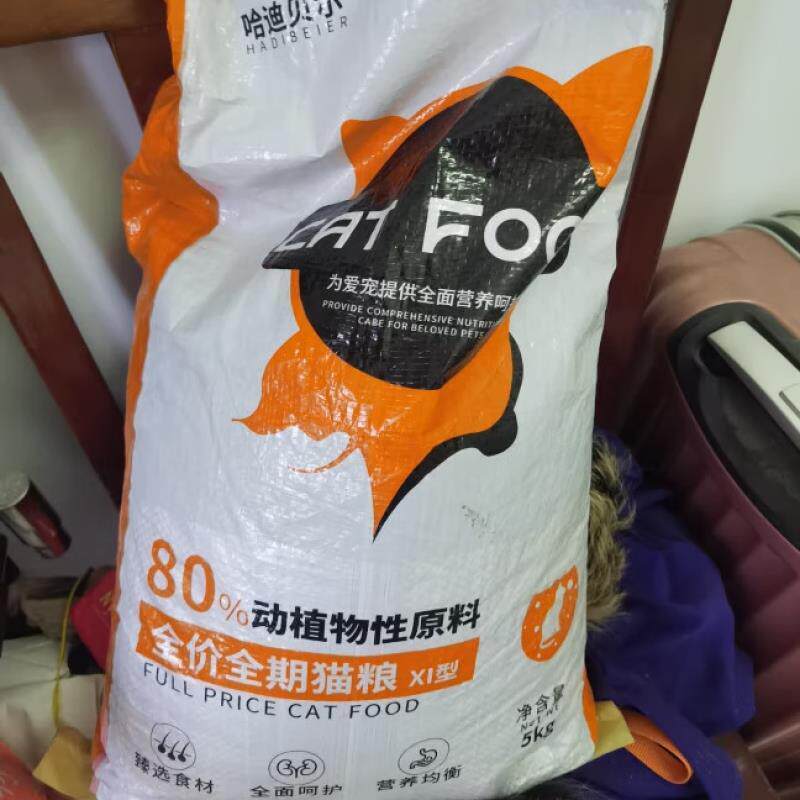 哈迪贝尔
HADIBEIER
CAT FOO
为爱宠提供全面营养呵护
PROVIDE COMPREHENSIVE NUTRITI
CABE FOR BELOVED PETS
80%动植物性原料
全价全期猫粮 XI型
FULL PRICE CAT FOOD
净含量
5kg
臻选食材
全面呵护
营养均衡